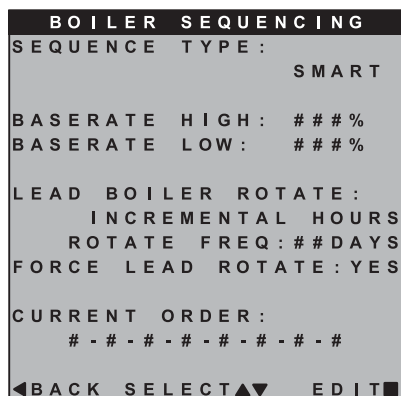 BOILER SEQUENCING
SEQUENCE TYPE:
SMART
BASERATE HIGH: ###%
BASERATE LOW: ###%
LEAD BOILER ROTATE:
INCREMENTAL HOURS
ROTATE FREQ:##DAYS
FORCE LEAD ROTATE:YES
CURRENT ORDER:
#-#-#-#-#-#-#-#
◀BACK SELECT▲▼ EDIT■